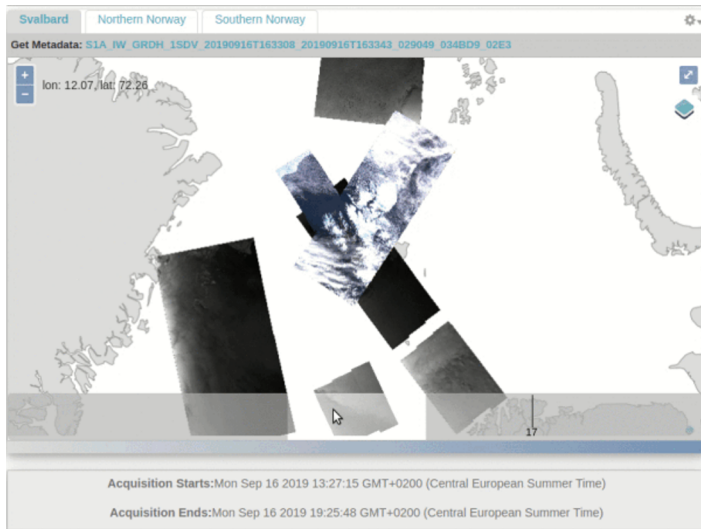 Svalbard Northern Norway Southern Norway
Get Metadata: S1A_IW_GRDH_1SDV_20190916T163308_20190916T163343_029049_034BD9_02E3
+
lon: 12.07, lat: 72.26
−
17
Acquisition Starts:Mon Sep 16 2019 13:27:15 GMT+0200 (Central European Summer Time)
Acquisition Ends:Mon Sep 16 2019 19:25:48 GMT+0200 (Central European Summer Time)